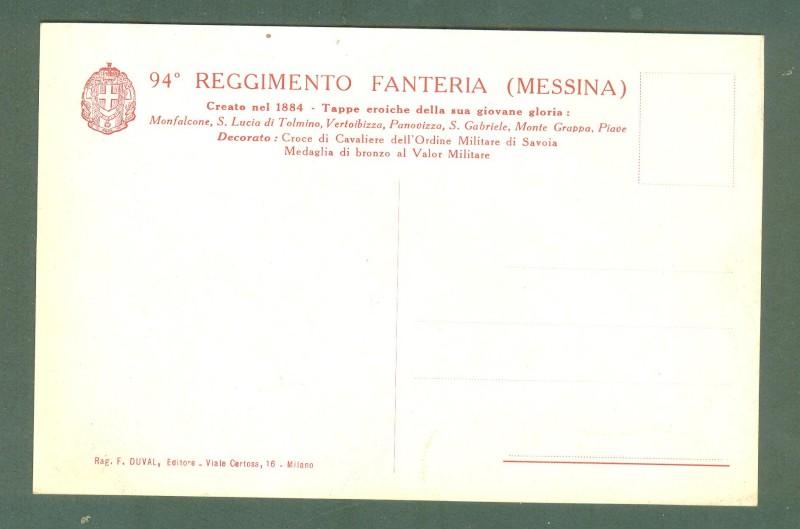 94° REGGIMENTO FANTERIA (MESSINA)
Creato nel 1884 - Tappe eroiche della sua giovane gloria :
Monfalcone, S. Lucia di Tolmino, Vertoibizza, Panovizza, S. Gabriele, Monte Grappa, Piave
Decorato : Croce di Cavaliere dell'Ordine Militare di Savoia
Medaglia di bronzo al Valor Militare
Rag. F. DUVAL, Editore - Viale Certosa, 16 - Milano